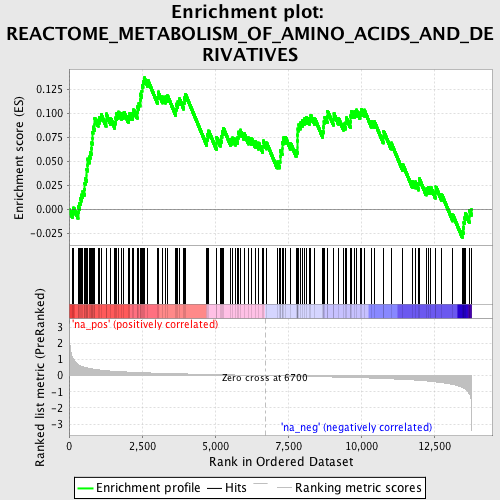 Enrichment plot:
REACTOME_METABOLISM_OF_AMINO_ACIDS_AND_DE
RIVATIVES
Enrichment score (ES)
0.125
0.100
0.075
0.050
0.025
0.000
-0.025
'na_pos' (positively correlated)
Ranked list metric (PreRanked)
3
2
1
0
-1
-2
-3
Zero cross at 6700
'na_neg' (negatively correlated)
0
2,500
5,000
7,500
10,000
12,500
Rank in Ordered Dataset
Enrichment profile
Hits
Ranking metric scores